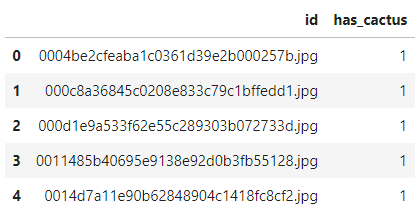 id has_cactus
0 0004be2cfeaba1c0361d39e2b000257b.jpg 1
1 000c8a36845c0208e833c79c1bffedd1.jpg 1
2 000d1e9a533f62e55c289303b072733d.jpg 1
3 0011485b40695e9138e92d0b3fb55128.jpg 1
4 0014d7a11e90b62848904c1418fc8cf2.jpg 1